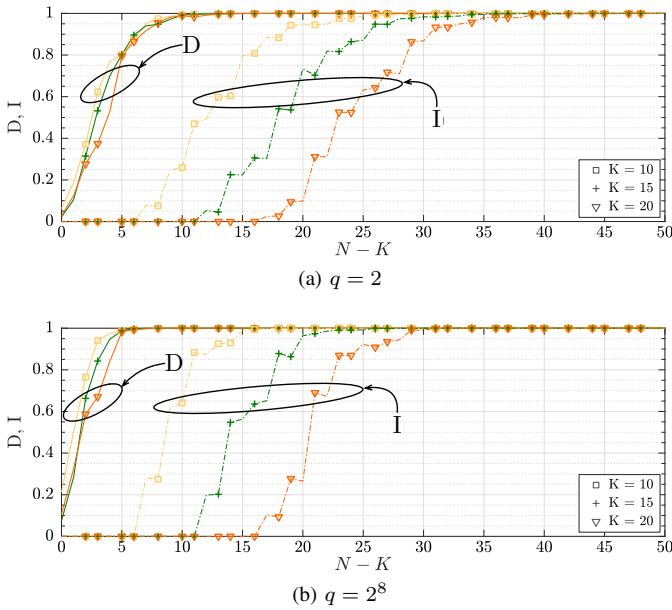 1
0.8
0.6
0.4
0.2
0
D, I
D
I
K = 10
K = 15
K = 20
0 5 10 15 20 25 30 35 40 45 50
N − K
(a) q = 2
1
0.8
0.6
0.4
0.2
0
D, I
D
I
K = 10
K = 15
K = 20
0 5 10 15 20 25 30 35 40 45 50
N − K
(b) q = 2⁸